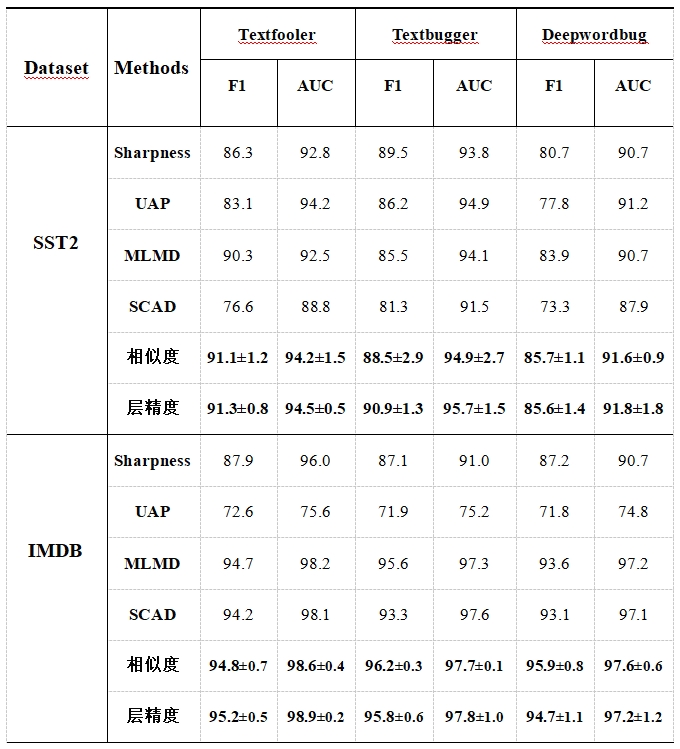 Dataset Methods Textfooler Textbugger Deepwordbug
F1 AUC F1 AUC F1 AUC
SST2
Sharpness 86.3 92.8 89.5 93.8 80.7 90.7
UAP 83.1 94.2 86.2 94.9 77.8 91.2
MLMD 90.3 92.5 85.5 94.1 83.9 90.7
SCAD 76.6 88.8 81.3 91.5 73.3 87.9
相似度 91.1±1.2 94.2±1.5 88.5±2.9 94.9±2.7 85.7±1.1 91.6±0.9
层精度 91.3±0.8 94.5±0.5 90.9±1.3 95.7±1.5 85.6±1.4 91.8±1.8
IMDB
Sharpness 87.9 96.0 87.1 91.0 87.2 90.7
UAP 72.6 75.6 71.9 75.2 71.8 74.8
MLMD 94.7 98.2 95.6 97.3 93.6 97.2
SCAD 94.2 98.1 93.3 97.6 93.1 97.1
相似度 94.8±0.7 98.6±0.4 96.2±0.3 97.7±0.1 95.9±0.8 97.6±0.6
层精度 95.2±0.5 98.9±0.2 95.8±0.6 97.8±1.0 94.7±1.1 97.2±1.2